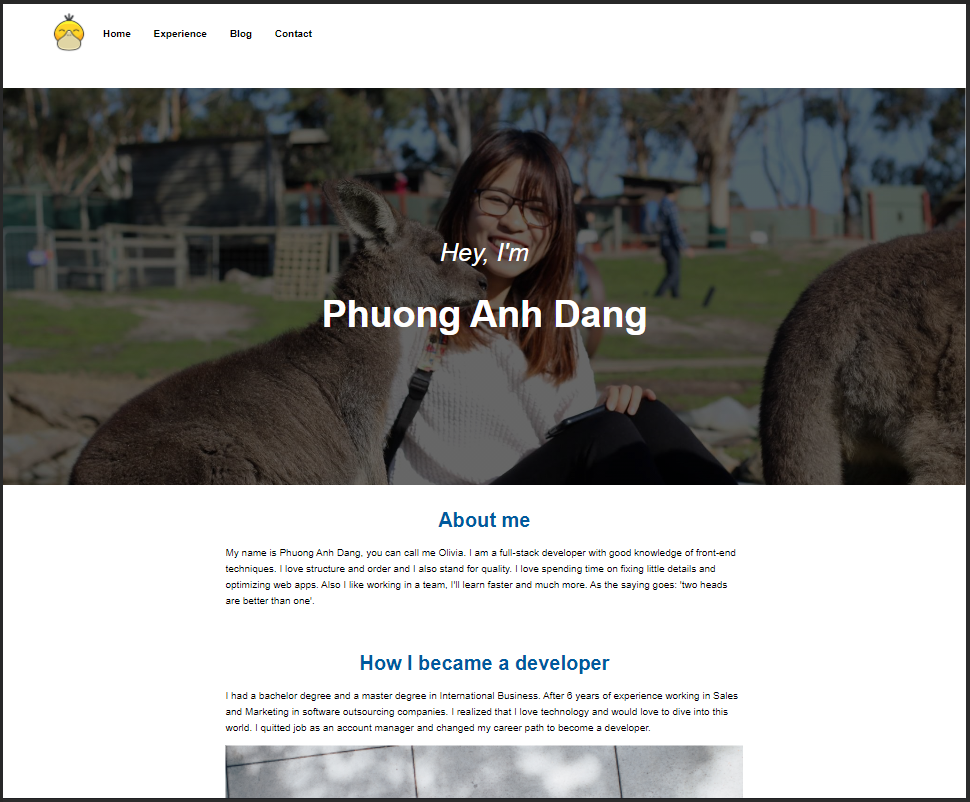 Home Experience Blog Contact
Hey, I'm
Phuong Anh Dang
About me
My name is Phuong Anh Dang, you can call me Olivia. I am a full-stack developer with good knowledge of front-end
techniques. I love structure and order and I also stand for quality. I love spending time on fixing little details and
optimizing web apps. Also I like working in a team, I'll learn faster and much more. As the saying goes: 'two heads
are better than one'.
How I became a developer
I had a bachelor degree and a master degree in International Business. After 6 years of experience working in Sales
and Marketing in software outsourcing companies. I realized that I love technology and would love to dive into this
world. I quitted job as an account manager and changed my career path to become a developer.